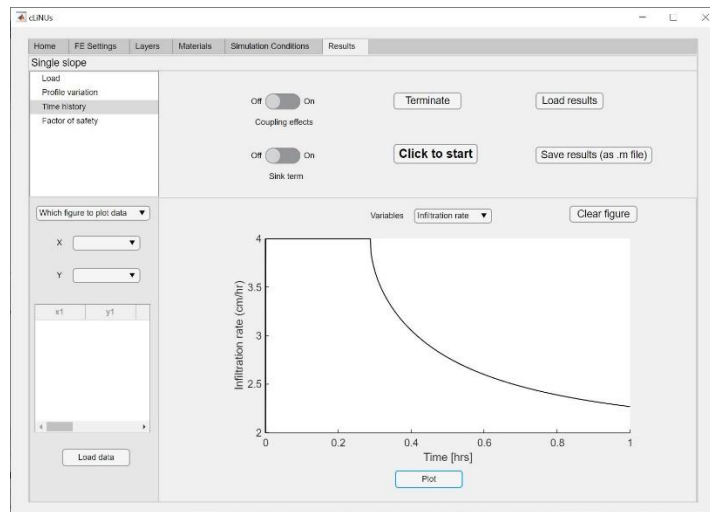 cLiNUs
Home FE Settings Layers Materials Simulation Conditions Results
Single slope
Load
Profile variation
Time history
Factor of safety
Off On
Coupling effects
Terminate
Load results
Off On
Sink term
Click to start
Save results (as .m file)
Which figure to plot data
X
Y
x1 y1
Load data
Variables Infiltration rate
Clear figure
Infiltration rate (cm/hr)
4
3.5
3
2.5
2
0 0.2 0.4 0.6 0.8 1
Time [hrs]
Plot